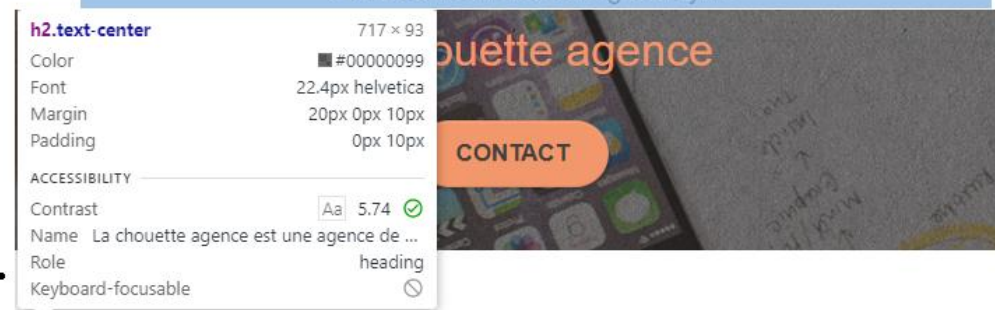 h2.text-center 717 × 93
Color #00000099
ouette agence
Font 22.4px helvetica
Margin 20px 0px 10px
Padding 0px 10px
CONTACT
ACCESSIBILITY
Contrast Aa 5.74
Name La chouette agence est une agence de ...
Role heading
Keyboard-focusable